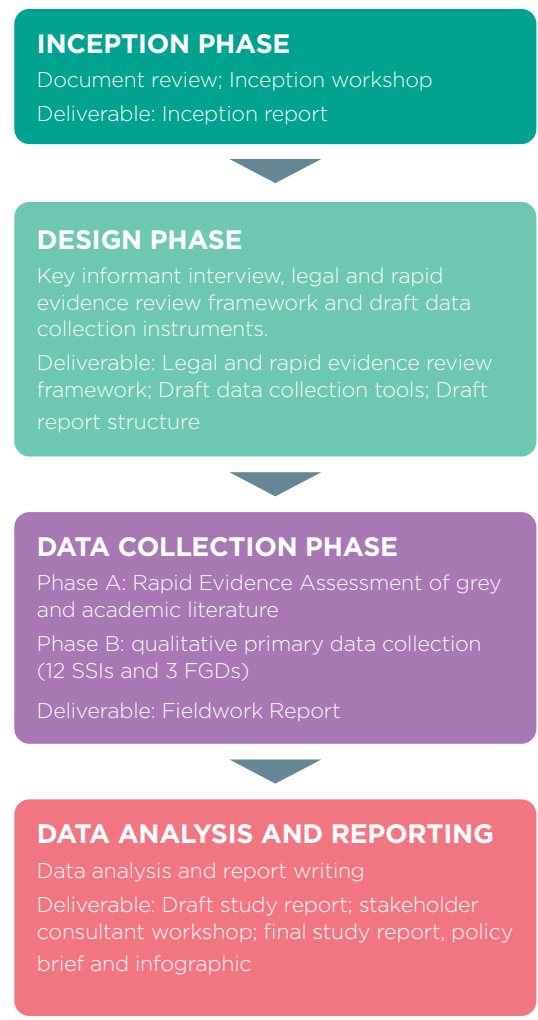 INCEPTION PHASE
Document review; Inception workshop
Deliverable: Inception report
DESIGN PHASE
Key informant interview, legal and rapid
evidence review framework and draft data
collection instruments.
Deliverable: Legal and rapid evidence review
framework; Draft data collection tools; Draft
report structure
DATA COLLECTION PHASE
Phase A: Rapid Evidence Assessment of grey
and academic literature
Phase B: qualitative primary data collection
(12 SSIs and 3 FGDs)
Deliverable: Fieldwork Report
DATA ANALYSIS AND REPORTING
Data analysis and report writing
Deliverable: Draft study report; stakeholder
consultant workshop; final study report, policy
brief and infographic